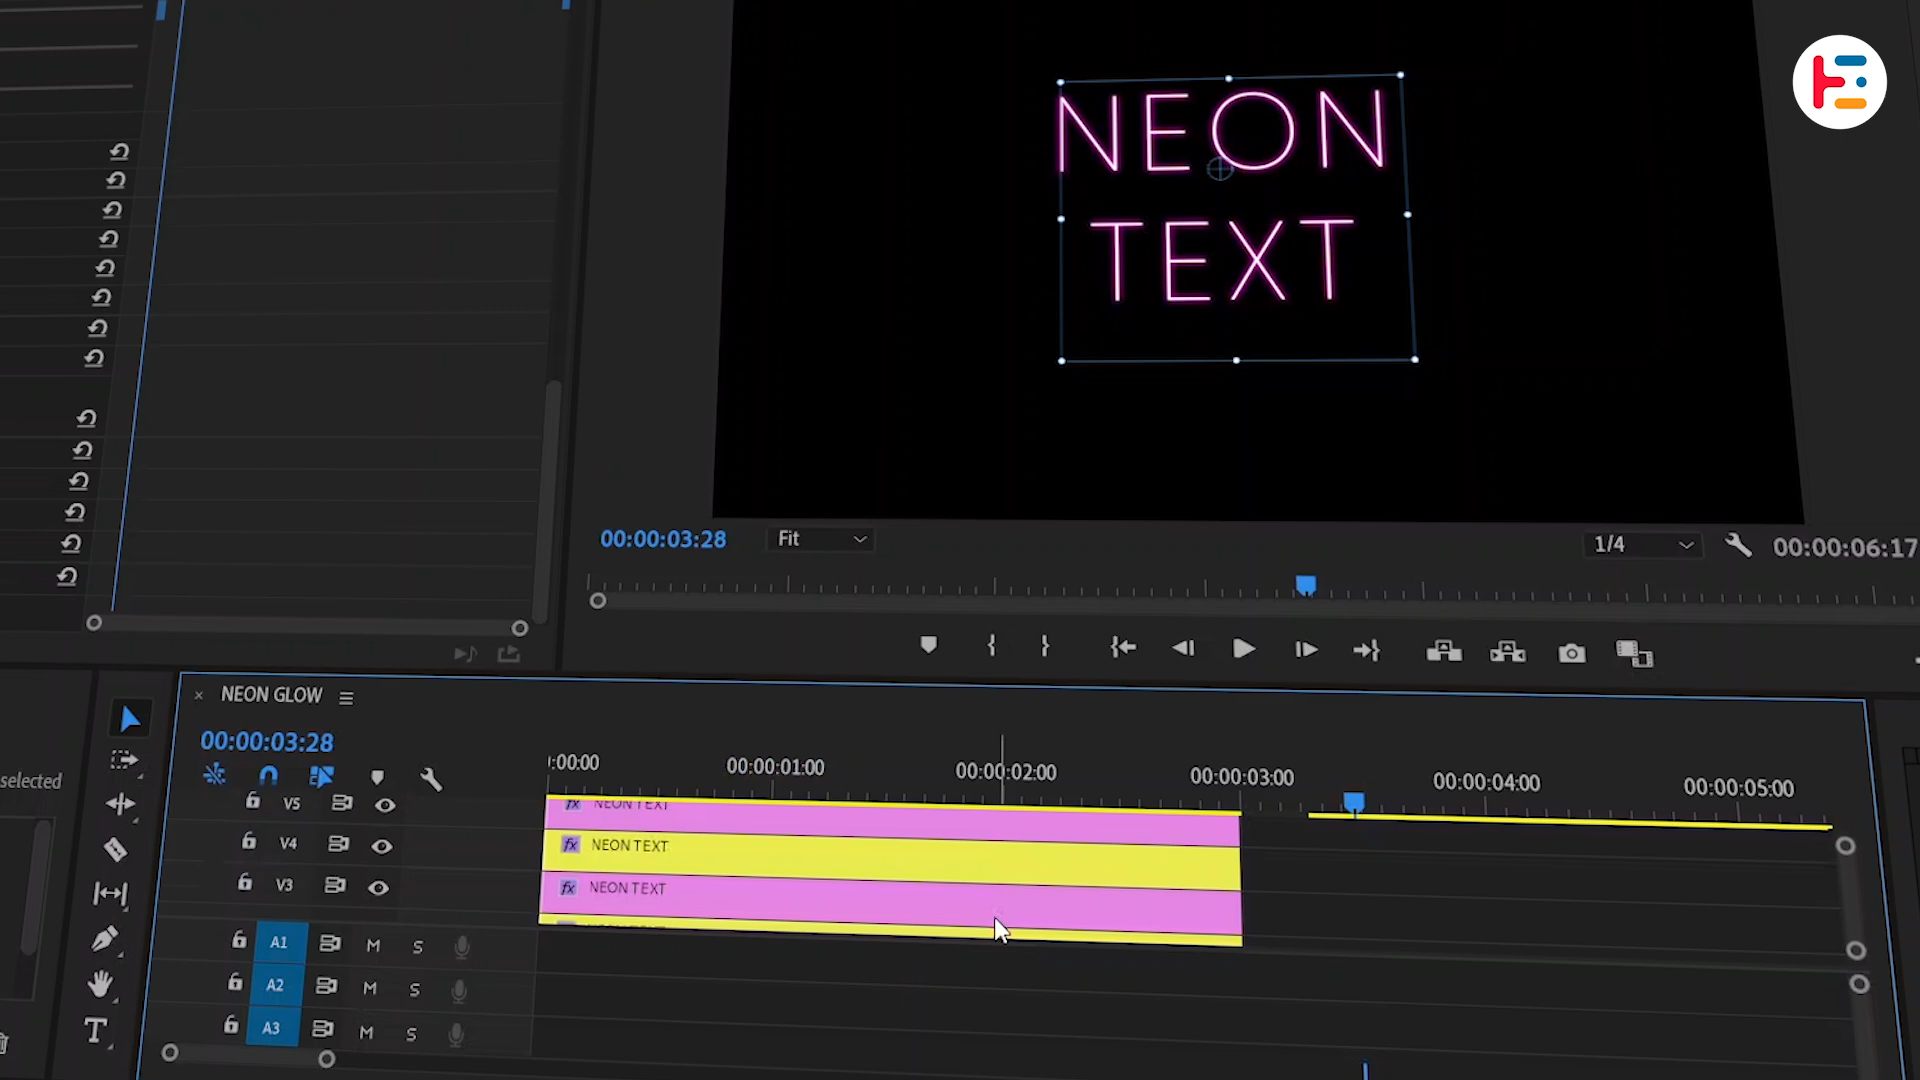 NEON
TEXT
00:00:03:28
Fit
1/4
00:00:06:17
NEON GLOW
00:00:03:28
selected
:00:00
00:00:01:00
00:00:02:00
00:00:03:00
00:00:04:00
00:00:05:00
V5
fx NEON TEXT
V4
fx NEON TEXT
V3
fx NEON TEXT
A1 M S
A2 M S
A3 M S